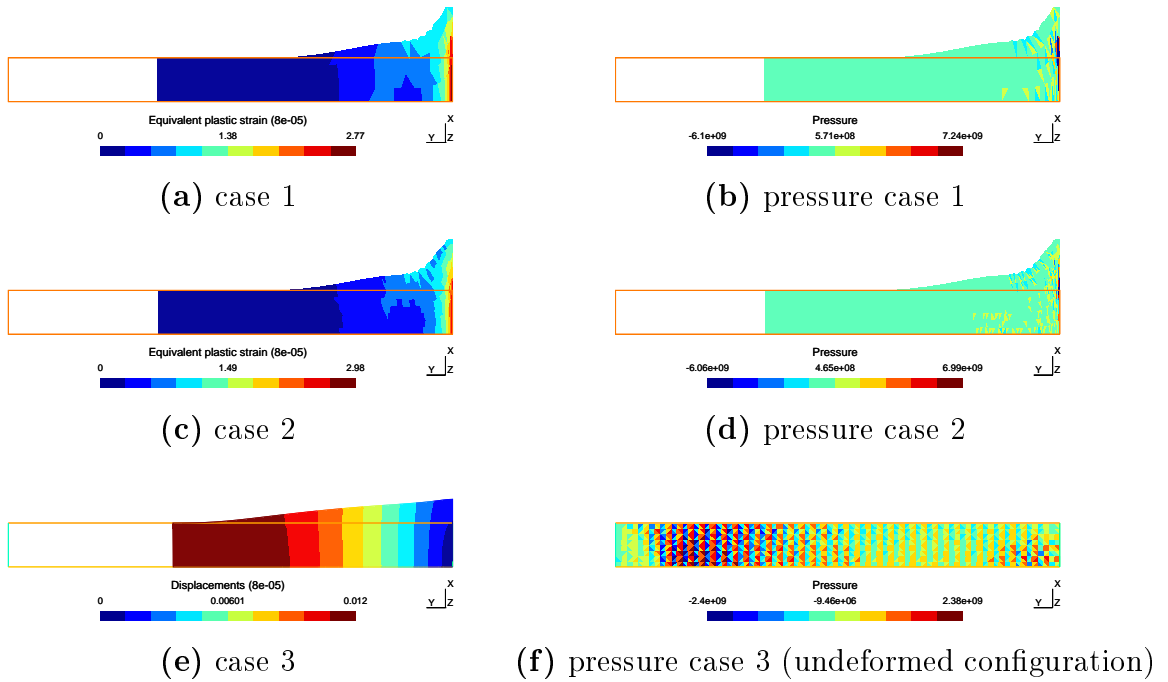 Equivalent plastic strain (8e-05)
0 1.38 2.77
X
Y Z
(a) case 1
Pressure
-6.1e+09 5.71e+08 7.24e+09
X
Y Z
(b) pressure case 1
Equivalent plastic strain (8e-05)
0 1.49 2.98
X
Y Z
(c) case 2
Pressure
-6.06e+09 4.65e+08 6.99e+09
X
Y Z
(d) pressure case 2
Displacements (8e-05)
0 0.00601 0.012
X
Y Z
(e) case 3
Pressure
-2.4e+09 -9.46e+06 2.38e+09
X
Y Z
(f) pressure case 3 (undeformed configuration)